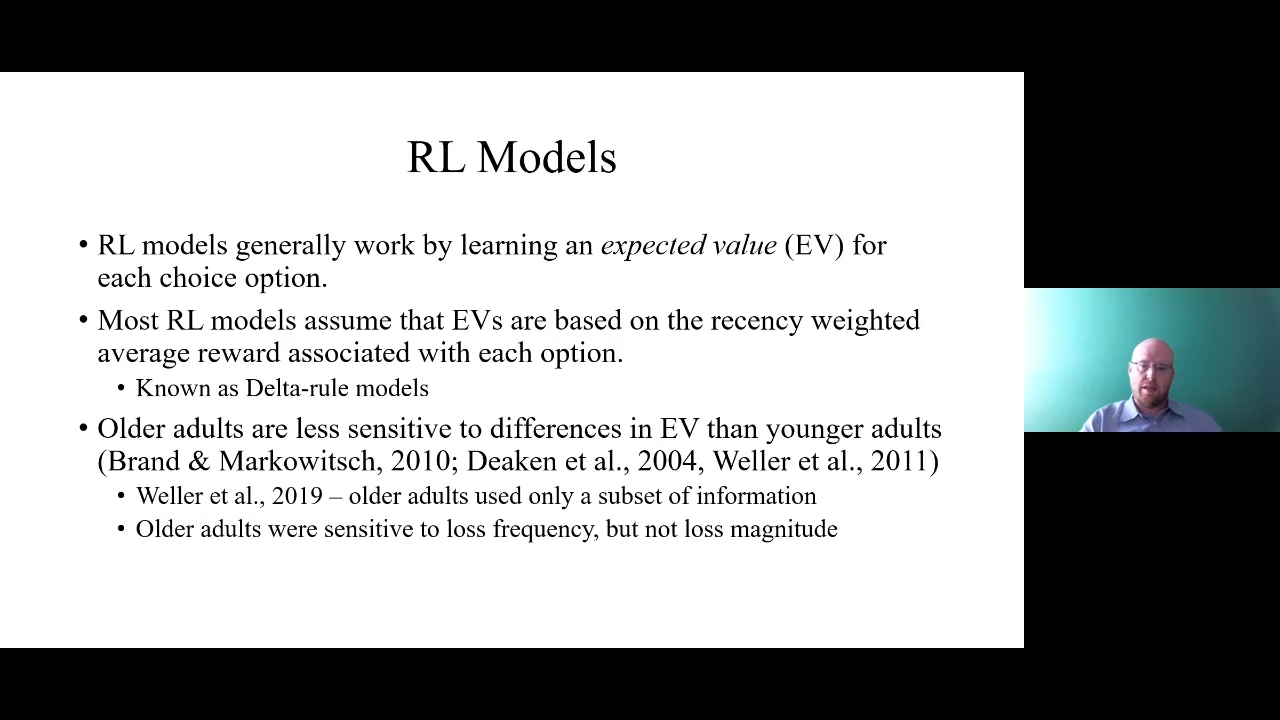 RL Models
• RL models generally work by learning an expected value (EV) for
each choice option.
• Most RL models assume that EVs are based on the recency weighted
average reward associated with each option.
• Known as Delta-rule models
• Older adults are less sensitive to differences in EV than younger adults
(Brand & Markowitsch, 2010; Deaken et al., 2004, Weller et al., 2011)
• Weller et al., 2019 – older adults used only a subset of information
• Older adults were sensitive to loss frequency, but not loss magnitude